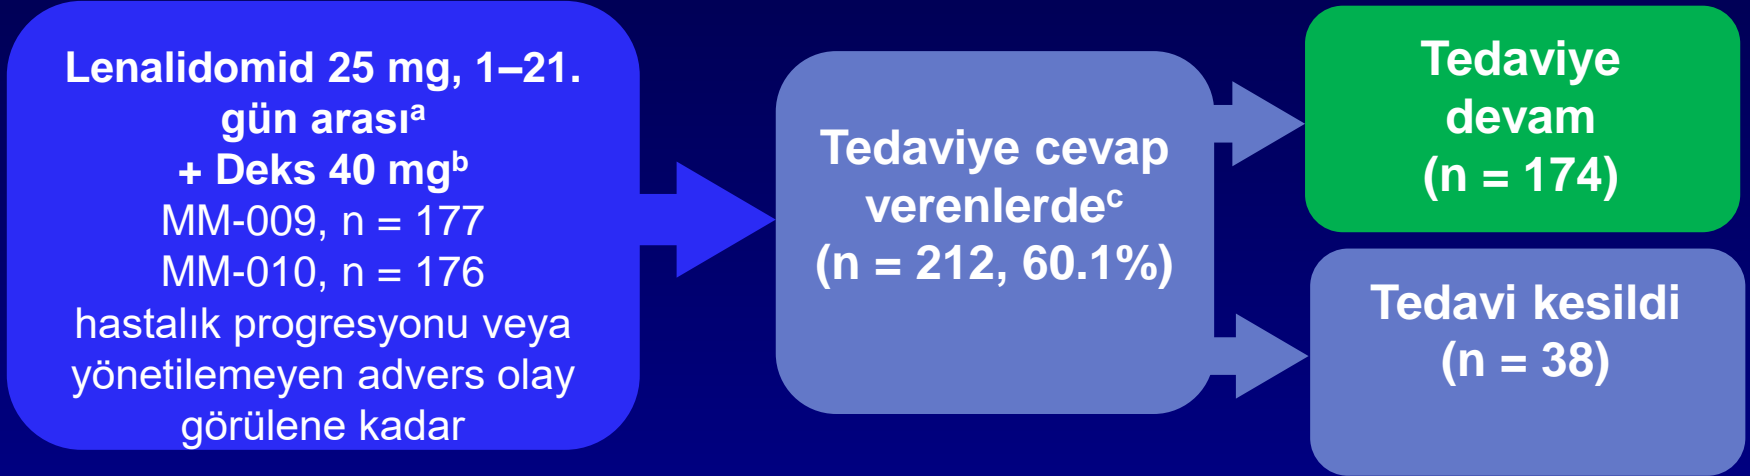 Lenalidomid 25 mg, 1–21.
gün arasıᵃ
+ Deks 40 mgᵇ
MM-009, n = 177
MM-010, n = 176
hastalık progresyonu veya
yönetilemeyen advers olay
görülene kadar
Tedaviye cevap
verenlerdeᶜ
(n = 212, 60.1%)
Tedaviye
devam
(n = 174)
Tedavi kesildi
(n = 38)